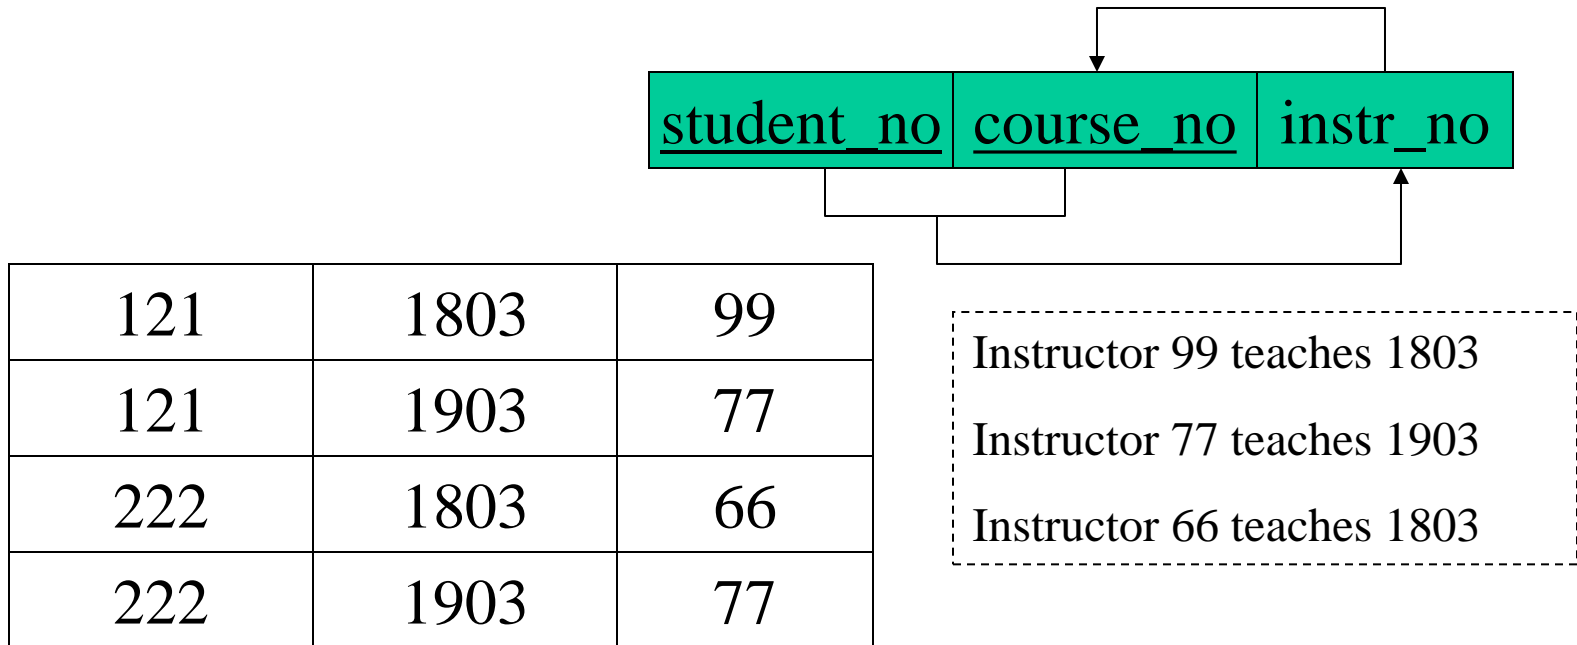 student_no course_no instr_no
121 1803 99
121 1903 77
222 1803 66
222 1903 77
Instructor 99 teaches 1803
Instructor 77 teaches 1903
Instructor 66 teaches 1803